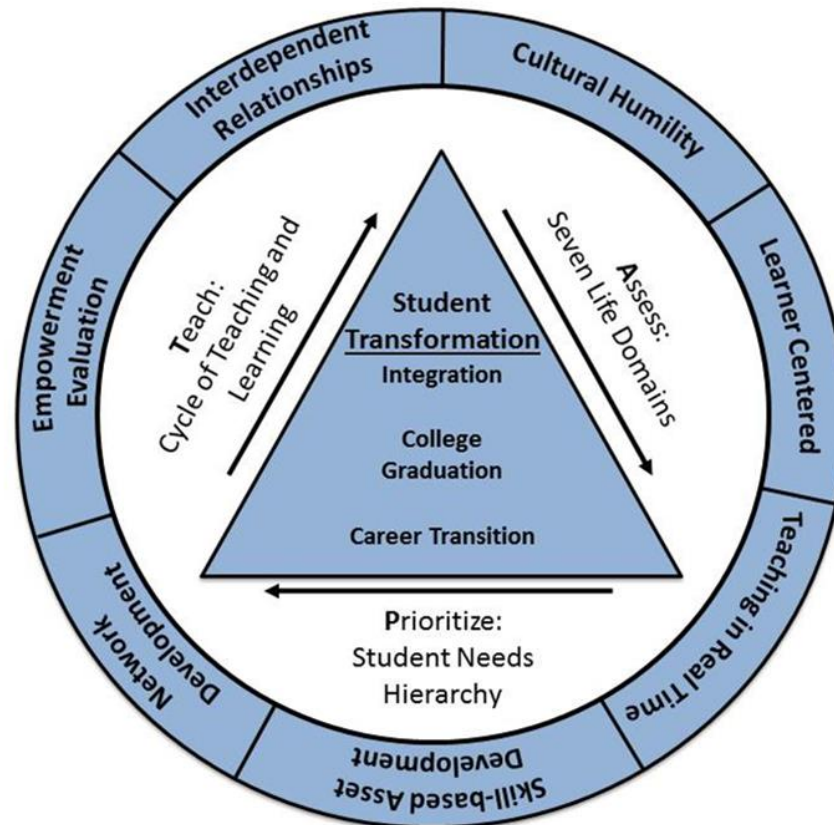 Interdependent
Relationships
Cultural Humility
Learner Centered
Teaching in Real Time
Skill-based Asset
Development
Network
Development
Empowerment
Evaluation
Teach:
Cycle of Teaching and
Learning
Assess:
Seven Life Domains
Prioritize:
Student Needs
Hierarchy
Student
Transformation
Integration
College
Graduation
Career Transition